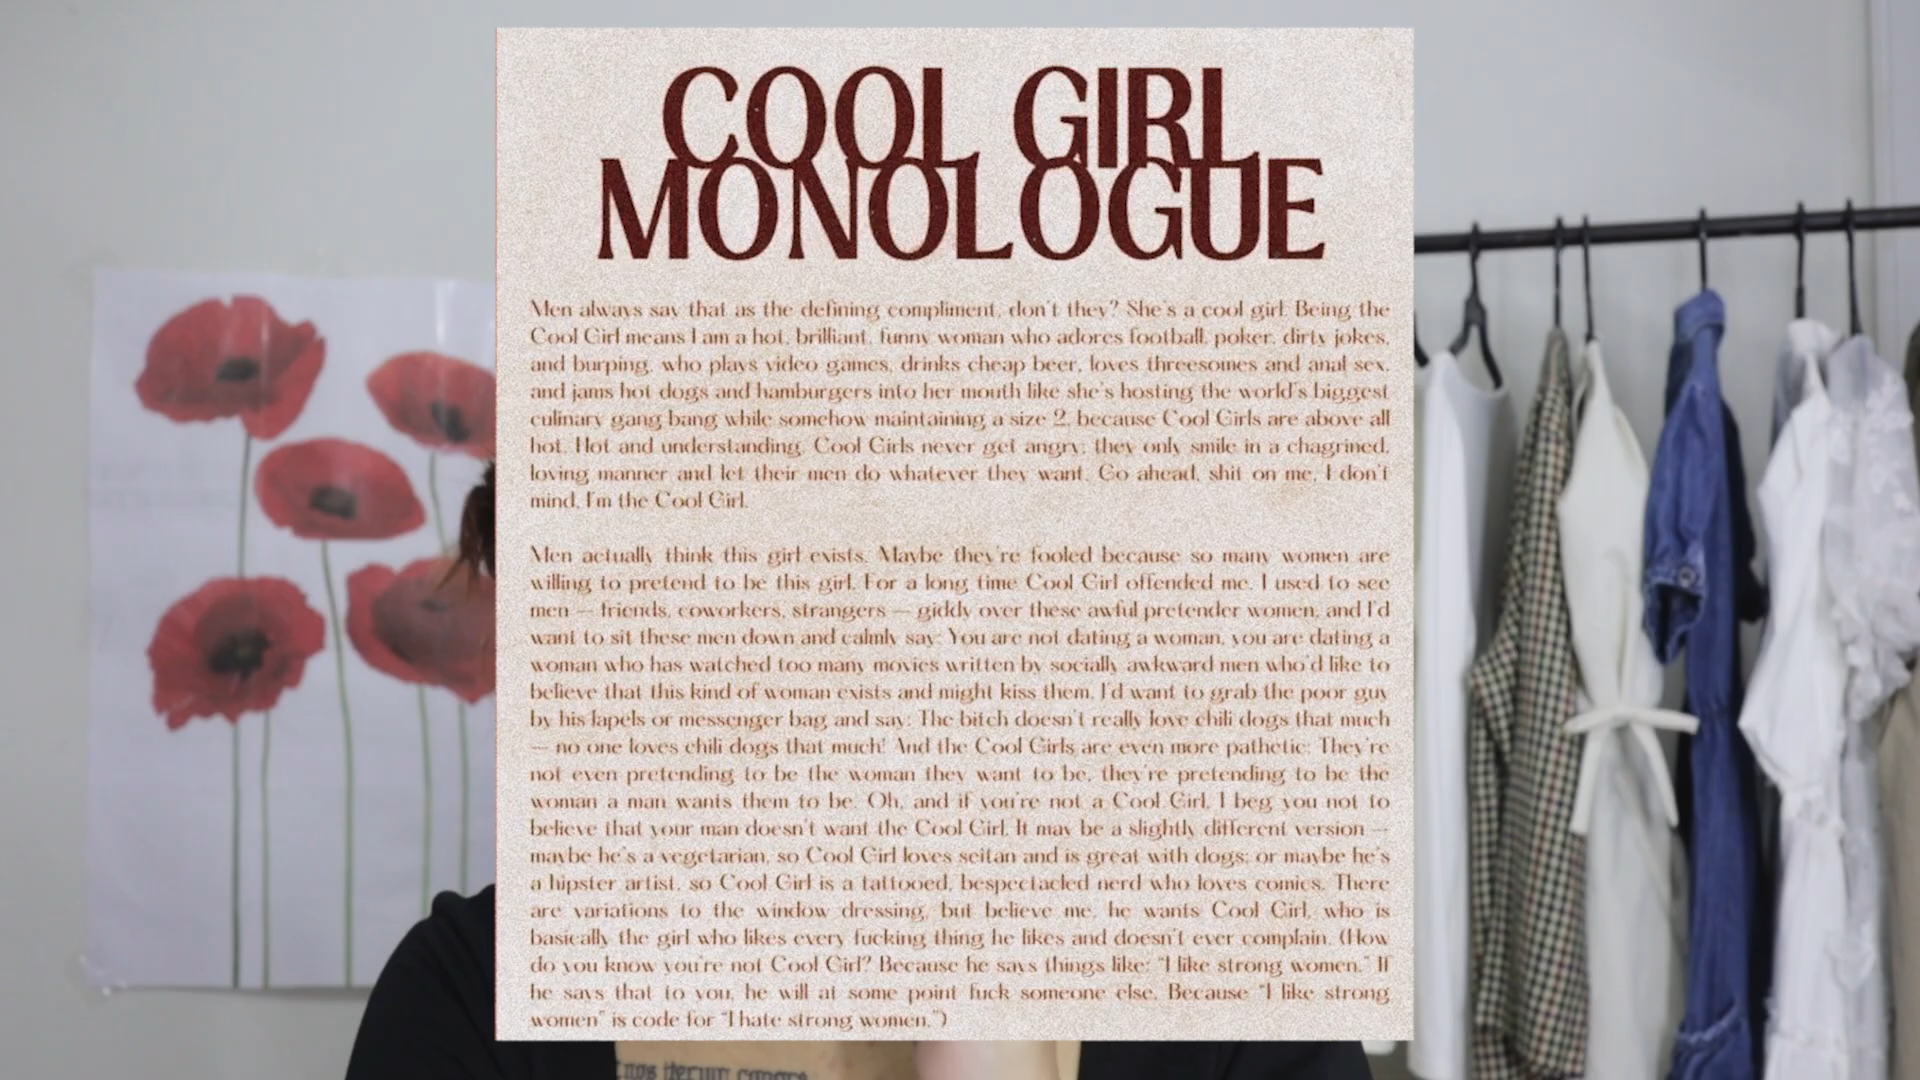 COOL GIRL
MONOLOGUE
Men always say that as the defining compliment, don't they? She's a cool girl. Being the
Cool Girl means I am a hot, brilliant, funny woman who adores football, poker, dirty jokes,
and burping, who plays video games, drinks cheap beer, loves threesomes and anal sex,
and jams hot dogs and hamburgers into her mouth like she's hosting the world's biggest
culinary gang bang while somehow maintaining a size 2, because Cool Girls are above all
hot. Hot and understanding. Cool Girls never get angry; they only smile in a chagrined,
loving manner and let their men do whatever they want. Go ahead, shit on me, I don't
mind, I'm the Cool Girl.
Men actually think this girl exists. Maybe they're fooled because so many women are
willing to pretend to be this girl. For a long time Cool Girl offended me. I used to see
men — friends, coworkers, strangers — giddy over these awful pretender women, and I'd
want to sit these men down and calmly say: You are not dating a woman, you are dating a
woman who has watched too many movies written by socially awkward men who'd like to
believe that this kind of woman exists and might kiss them. I'd want to grab the poor guy
by his lapels or messenger bag and say: The bitch doesn't really love chili dogs that much
— no one loves chili dogs that much! And the Cool Girls are even more pathetic: They're
not even pretending to be the woman they want to be, they're pretending to be the
woman a man wants them to be. Oh, and if you're not a Cool Girl, I beg you not to
believe that your man doesn't want the Cool Girl. It may be a slightly different version —
maybe he's a vegetarian, so Cool Girl loves seitan and is great with dogs; or maybe he's
a hipster artist, so Cool Girl is a tattooed, bespectacled nerd who loves comics. There
are variations to the window dressing, but believe me, he wants Cool Girl, who is
basically the girl who likes every fucking thing he likes and doesn't ever complain. (How
do you know you're not Cool Girl? Because he says things like: "I like strong women." If
he says that to you, he will at some point fuck someone else. Because "I like strong
women" is code for "I hate strong women.")